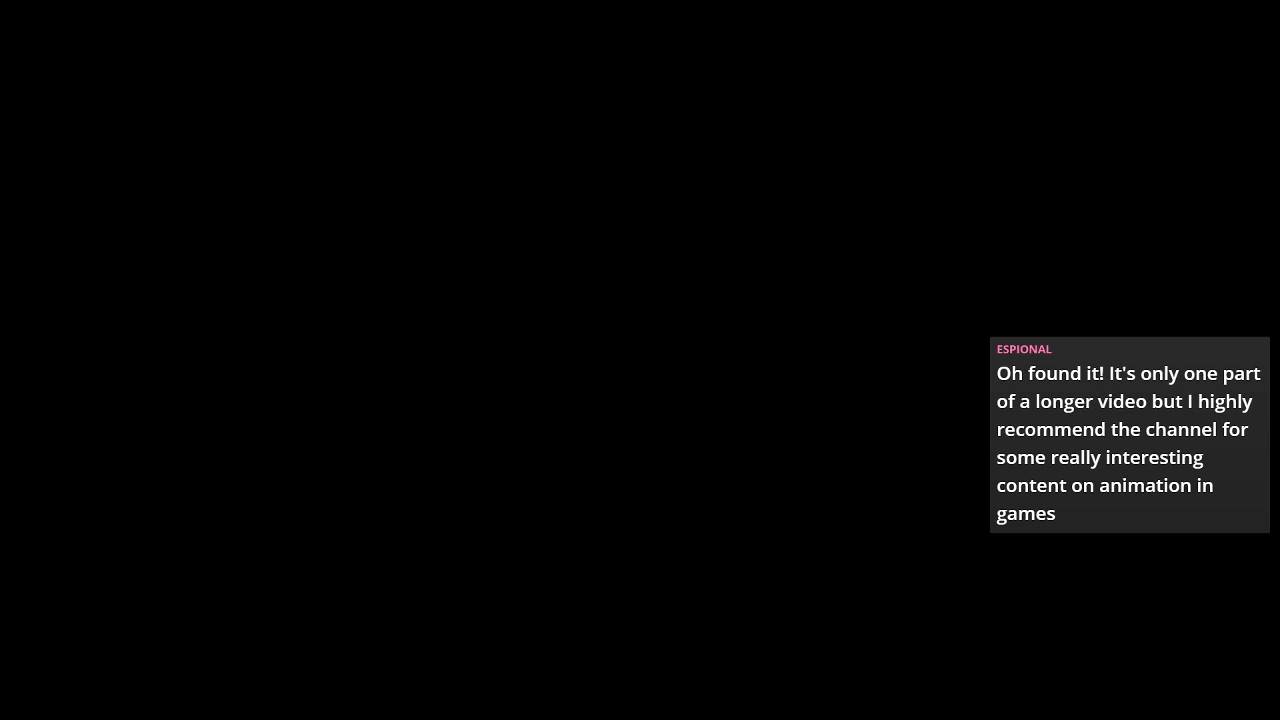 ESPIONAL
Oh found it! It's only one part
of a longer video but I highly
recommend the channel for
some really interesting
content on animation in
games